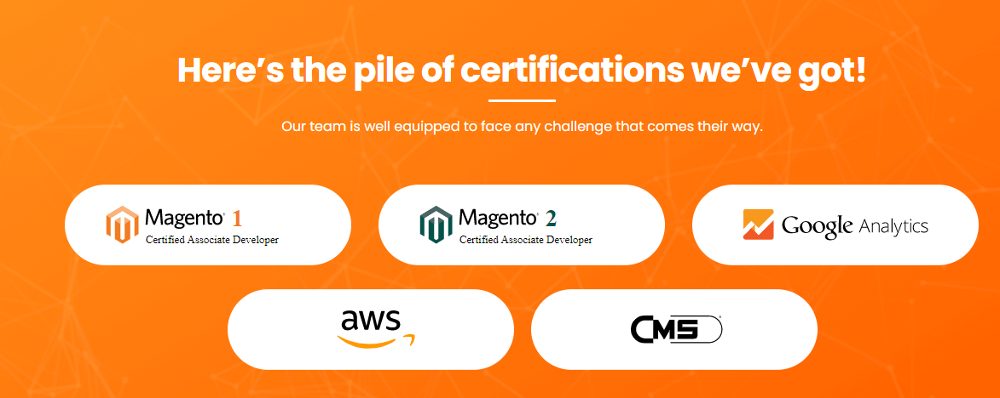 Here's the pile of certifications we've got!
Our team is well equipped to face any challenge that comes their way.
Magento® 1
Certified Associate Developer
Magento® 2
Certified Associate Developer
Google Analytics
aws
CMS